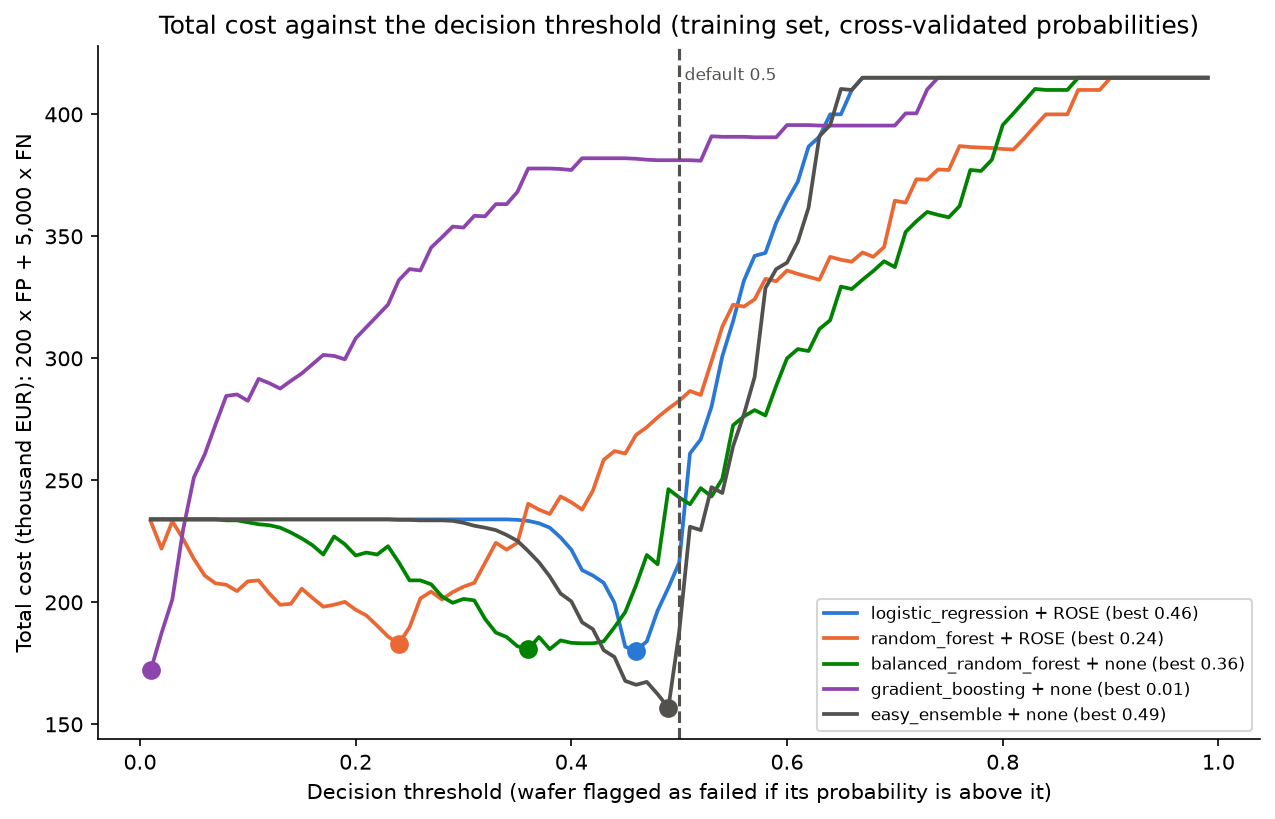 Total cost against the decision threshold (training set, cross-validated probabilities)
default 0.5
Total cost (thousand EUR): 200 x FP + 5,000 x FN
400
350
300
250
200
150
logistic_regression + ROSE (best 0.46)
random_forest + ROSE (best 0.24)
balanced_random_forest + none (best 0.36)
gradient_boosting + none (best 0.01)
easy_ensemble + none (best 0.49)
0.0 0.2 0.4 0.6 0.8 1.0
Decision threshold (wafer flagged as failed if its probability is above it)